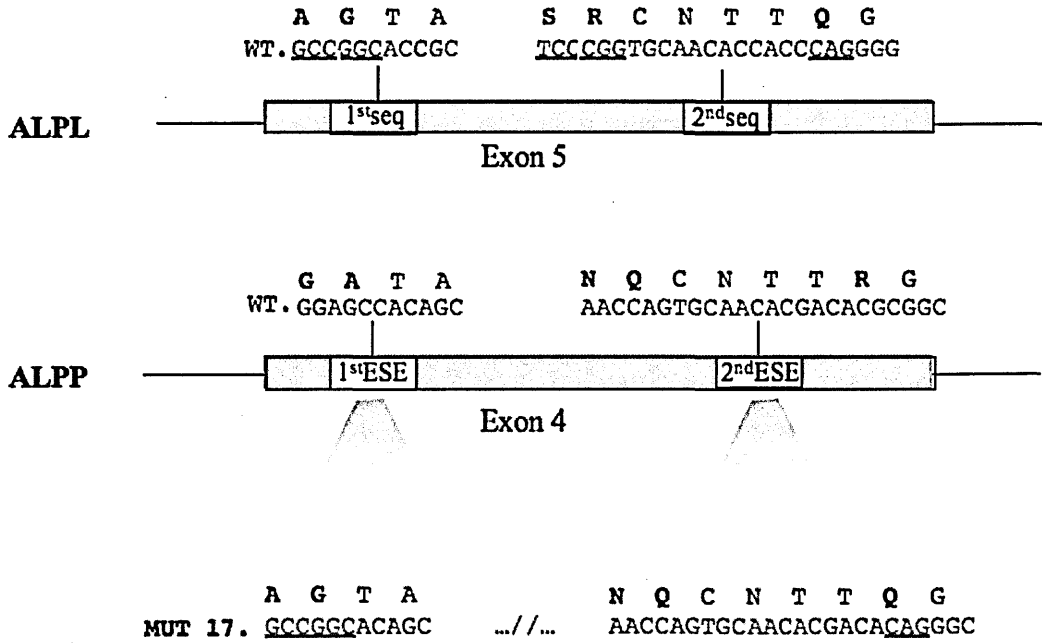 A G T A S R C N T T Q G
WT. GCCGGCACCGC TCCCGGTGCAACACCACCCAGGGG
ALPL 1stseq 2ndseq
Exon 5
G A T A N Q C N T T R G
WT. GGAGCCACAGC AACCAGTGCAACACGACACGCGGC
ALPP 1stESE 2ndESE
Exon 4
A G T A N Q C N T T Q G
MUT 17. GCCGGCACAGC …//… AACCAGTGCAACACGACACAGGGC